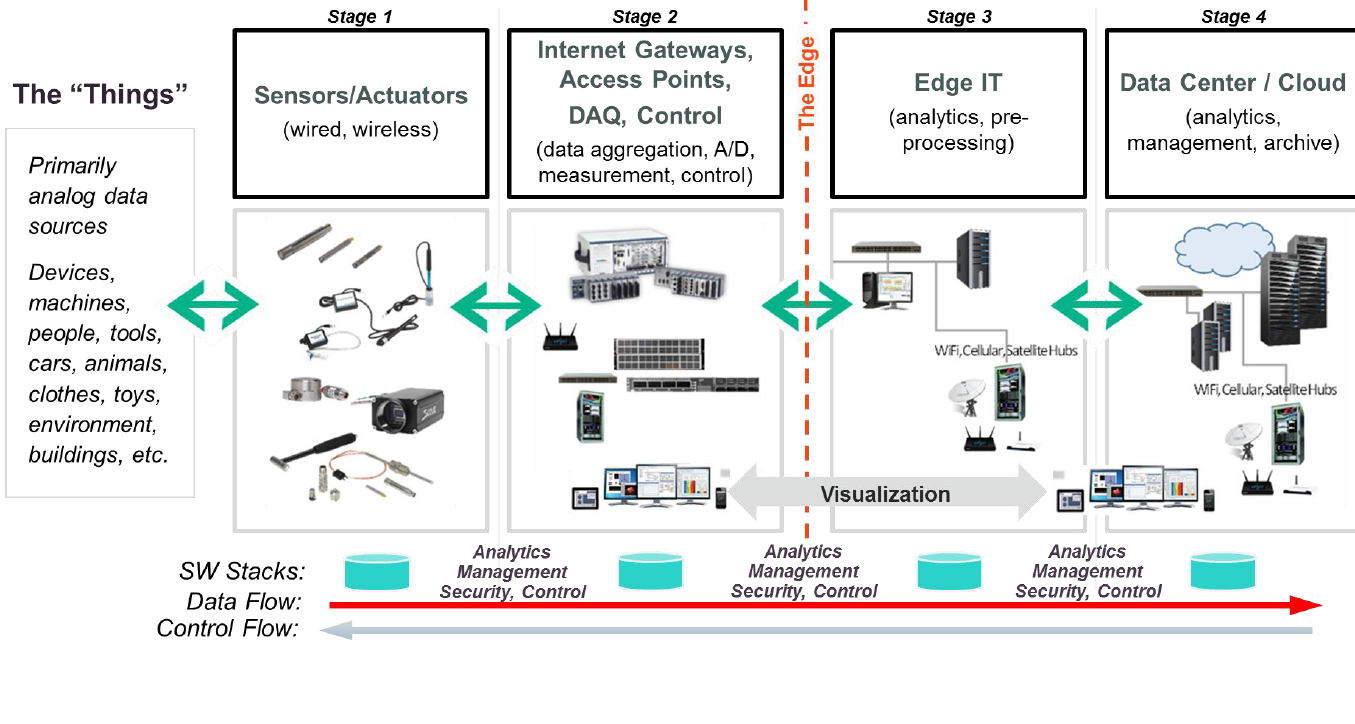 Stage 1
Stage 2
Stage 3
Stage 4
The “Things”
Primarily
analog data
sources
Devices,
machines,
people, tools,
cars, animals,
clothes, toys,
environment,
buildings, etc.
Sensors/Actuators
(wired, wireless)
Internet Gateways,
Access Points,
DAQ, Control
(data aggregation, A/D,
measurement, control)
The Edge
Edge IT
(analytics, pre-
processing)
Data Center / Cloud
(analytics,
management, archive)
WiFi, Cellular, Satellite Hubs
WiFi, Cellular, Satellite Hubs
Visualization
SW Stacks:
Analytics
Management
Security, Control
Analytics
Management
Security, Control
Analytics
Management
Security, Control
Data Flow:
Control Flow: